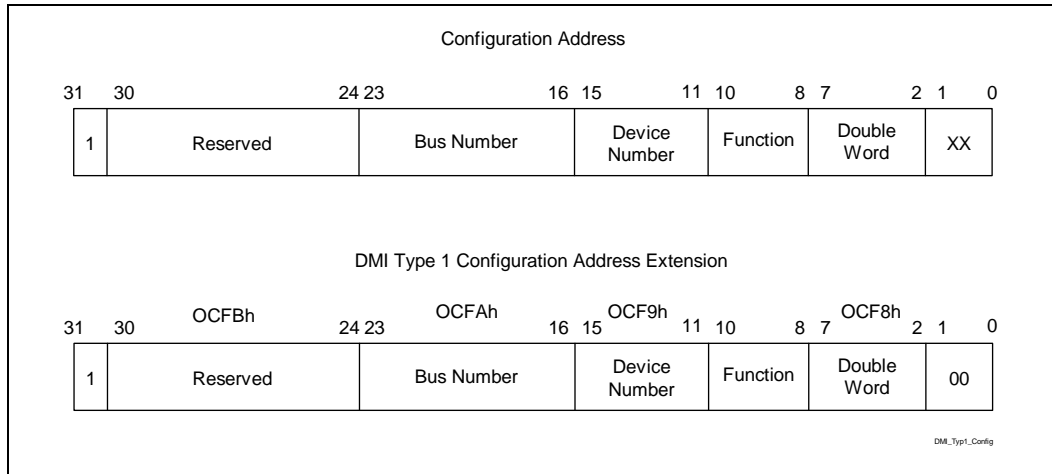 Configuration Address
31 30 24 23 16 15 11 10 8 7 2 1 0
1 Reserved Bus Number Device Number Function Double Word XX
DMI Type 1 Configuration Address Extension
OCFBh OCFAh OCF9h OCF8h
31 30 24 23 16 15 11 10 8 7 2 1 0
1 Reserved Bus Number Device Number Function Double Word 00
DMI_Typ1_Config